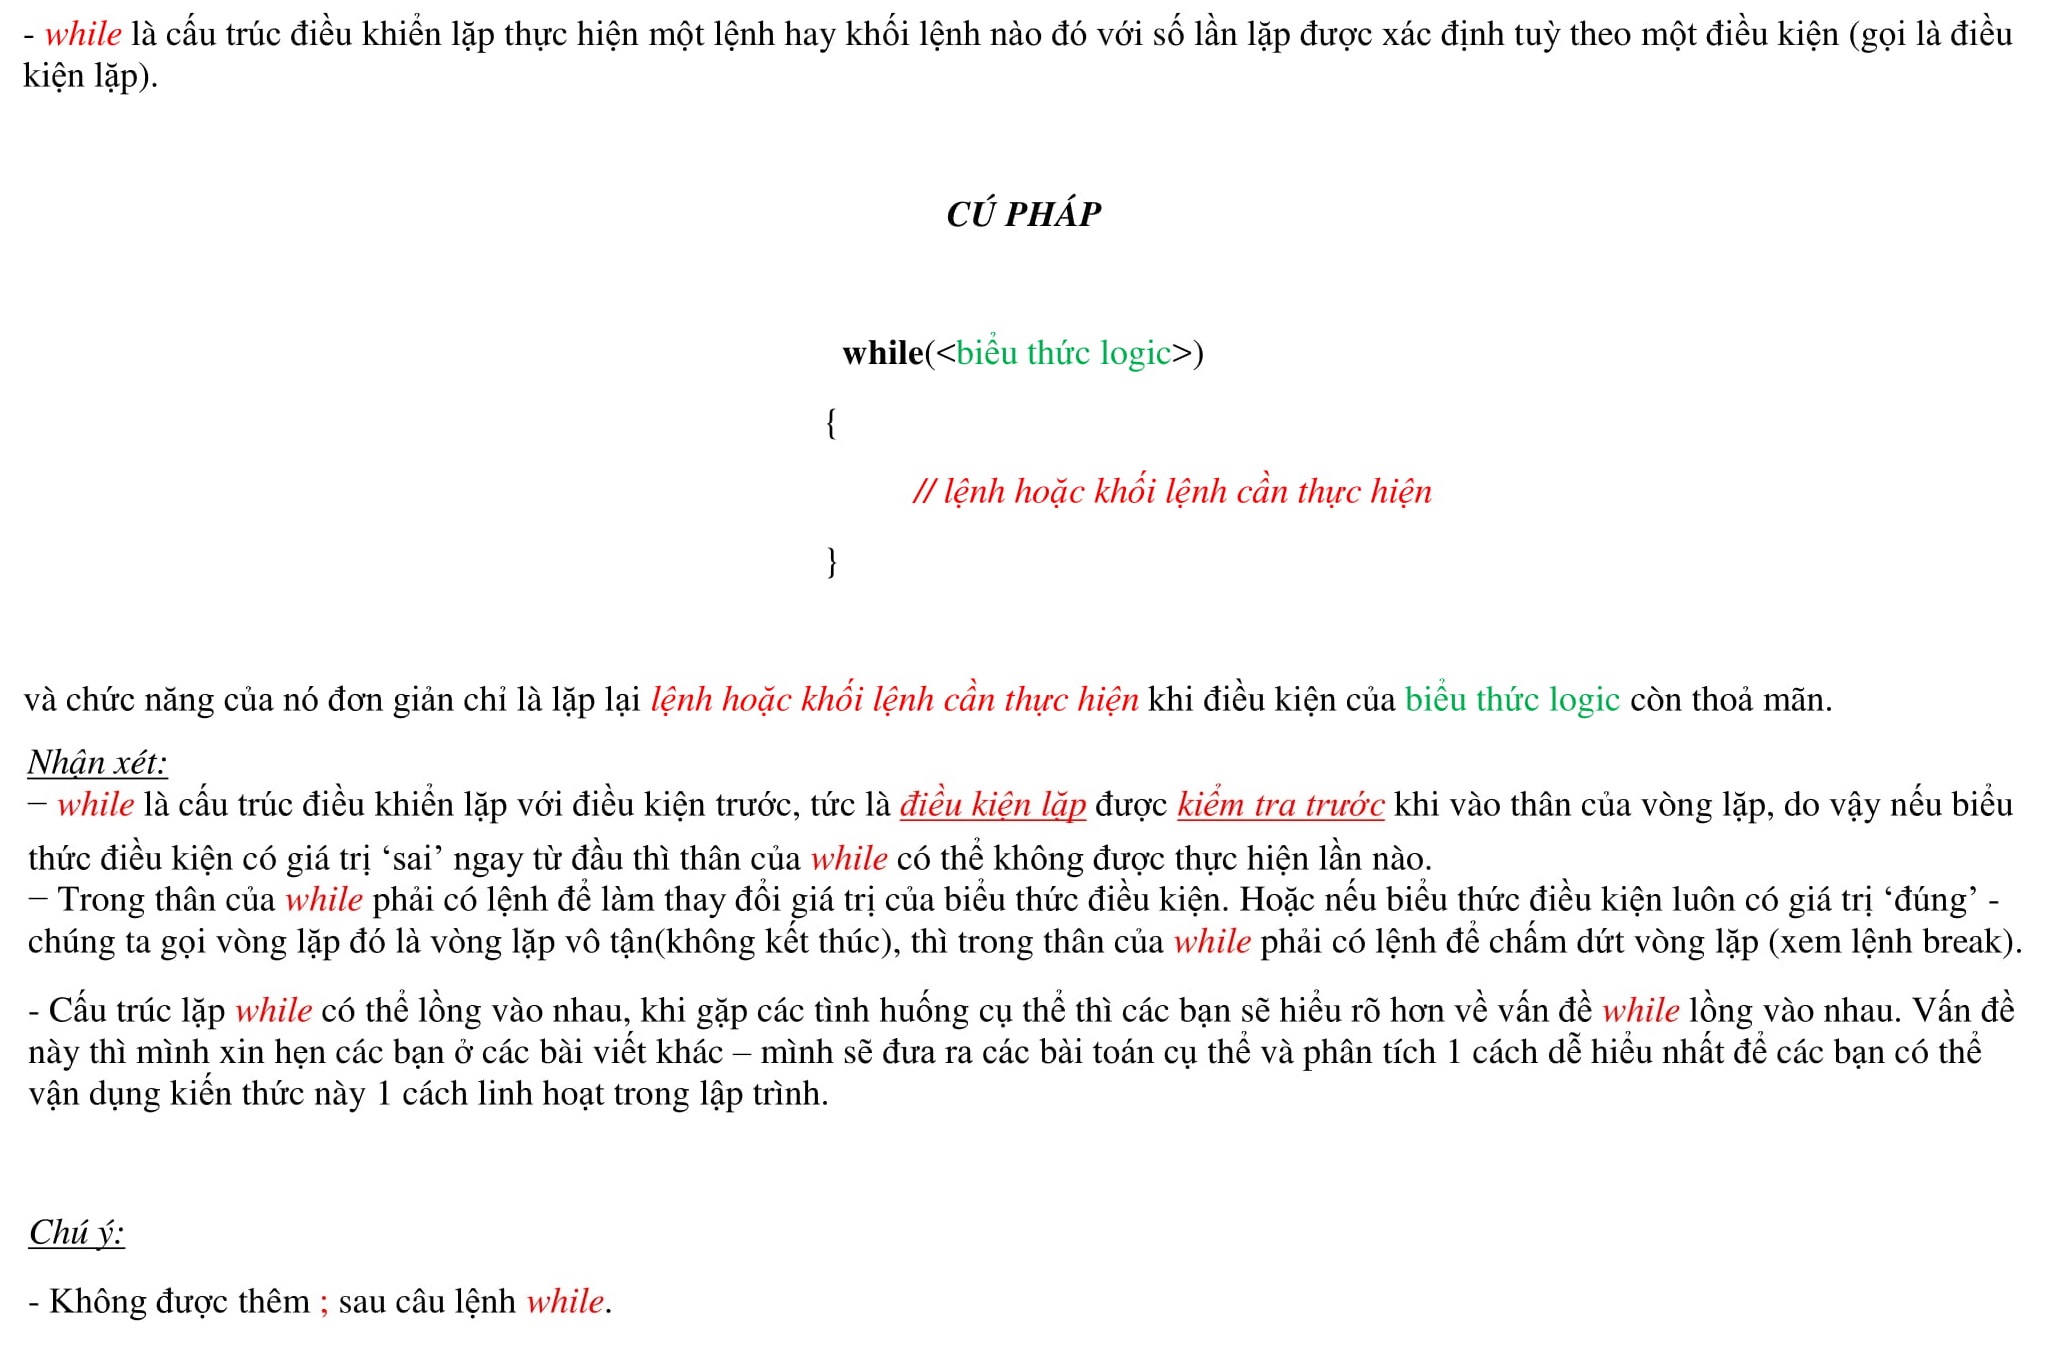 - while là cấu trúc điều khiển lặp thực hiện một lệnh hay khối lệnh nào đó với số lần lặp được xác định tuỳ theo một điều kiện (gọi là điều
kiện lặp).
CÚ PHÁP
while(<biểu thức logic>)
{
// lệnh hoặc khối lệnh cần thực hiện
}
và chức năng của nó đơn giản chỉ là lặp lại lệnh hoặc khối lệnh cần thực hiện khi điều kiện của biểu thức logic còn thoả mãn.
Nhận xét:
− while là cấu trúc điều khiển lặp với điều kiện trước, tức là điều kiện lặp được kiểm tra trước khi vào thân của vòng lặp, do vậy nếu biểu
thức điều kiện có giá trị ‘sai’ ngay từ đầu thì thân của while có thể không được thực hiện lần nào.
− Trong thân của while phải có lệnh để làm thay đổi giá trị của biểu thức điều kiện. Hoặc nếu biểu thức điều kiện luôn có giá trị ‘đúng’ -
chúng ta gọi vòng lặp đó là vòng lặp vô tận(không kết thúc), thì trong thân của while phải có lệnh để chấm dứt vòng lặp (xem lệnh break).
- Cấu trúc lặp while có thể lồng vào nhau, khi gặp các tình huống cụ thể thì các bạn sẽ hiểu rõ hơn về vấn đề while lồng vào nhau. Vấn đề
này thì mình xin hẹn các bạn ở các bài viết khác – mình sẽ đưa ra các bài toán cụ thể và phân tích 1 cách dễ hiểu nhất để các bạn có thể
vận dụng kiến thức này 1 cách linh hoạt trong lập trình.
Chú ý:
- Không được thêm ; sau câu lệnh while.